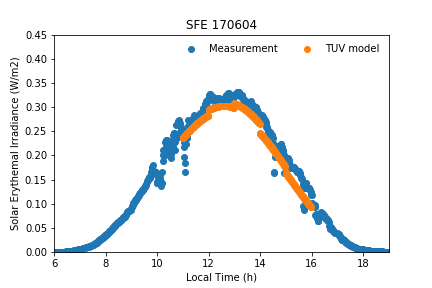 SFE 170604
Measurement TUV model
Solar Erythemal Irradiance (W/m2)
0.45
0.40
0.35
0.30
0.25
0.20
0.15
0.10
0.05
0.00
6 8 10 12 14 16 18
Local Time (h)